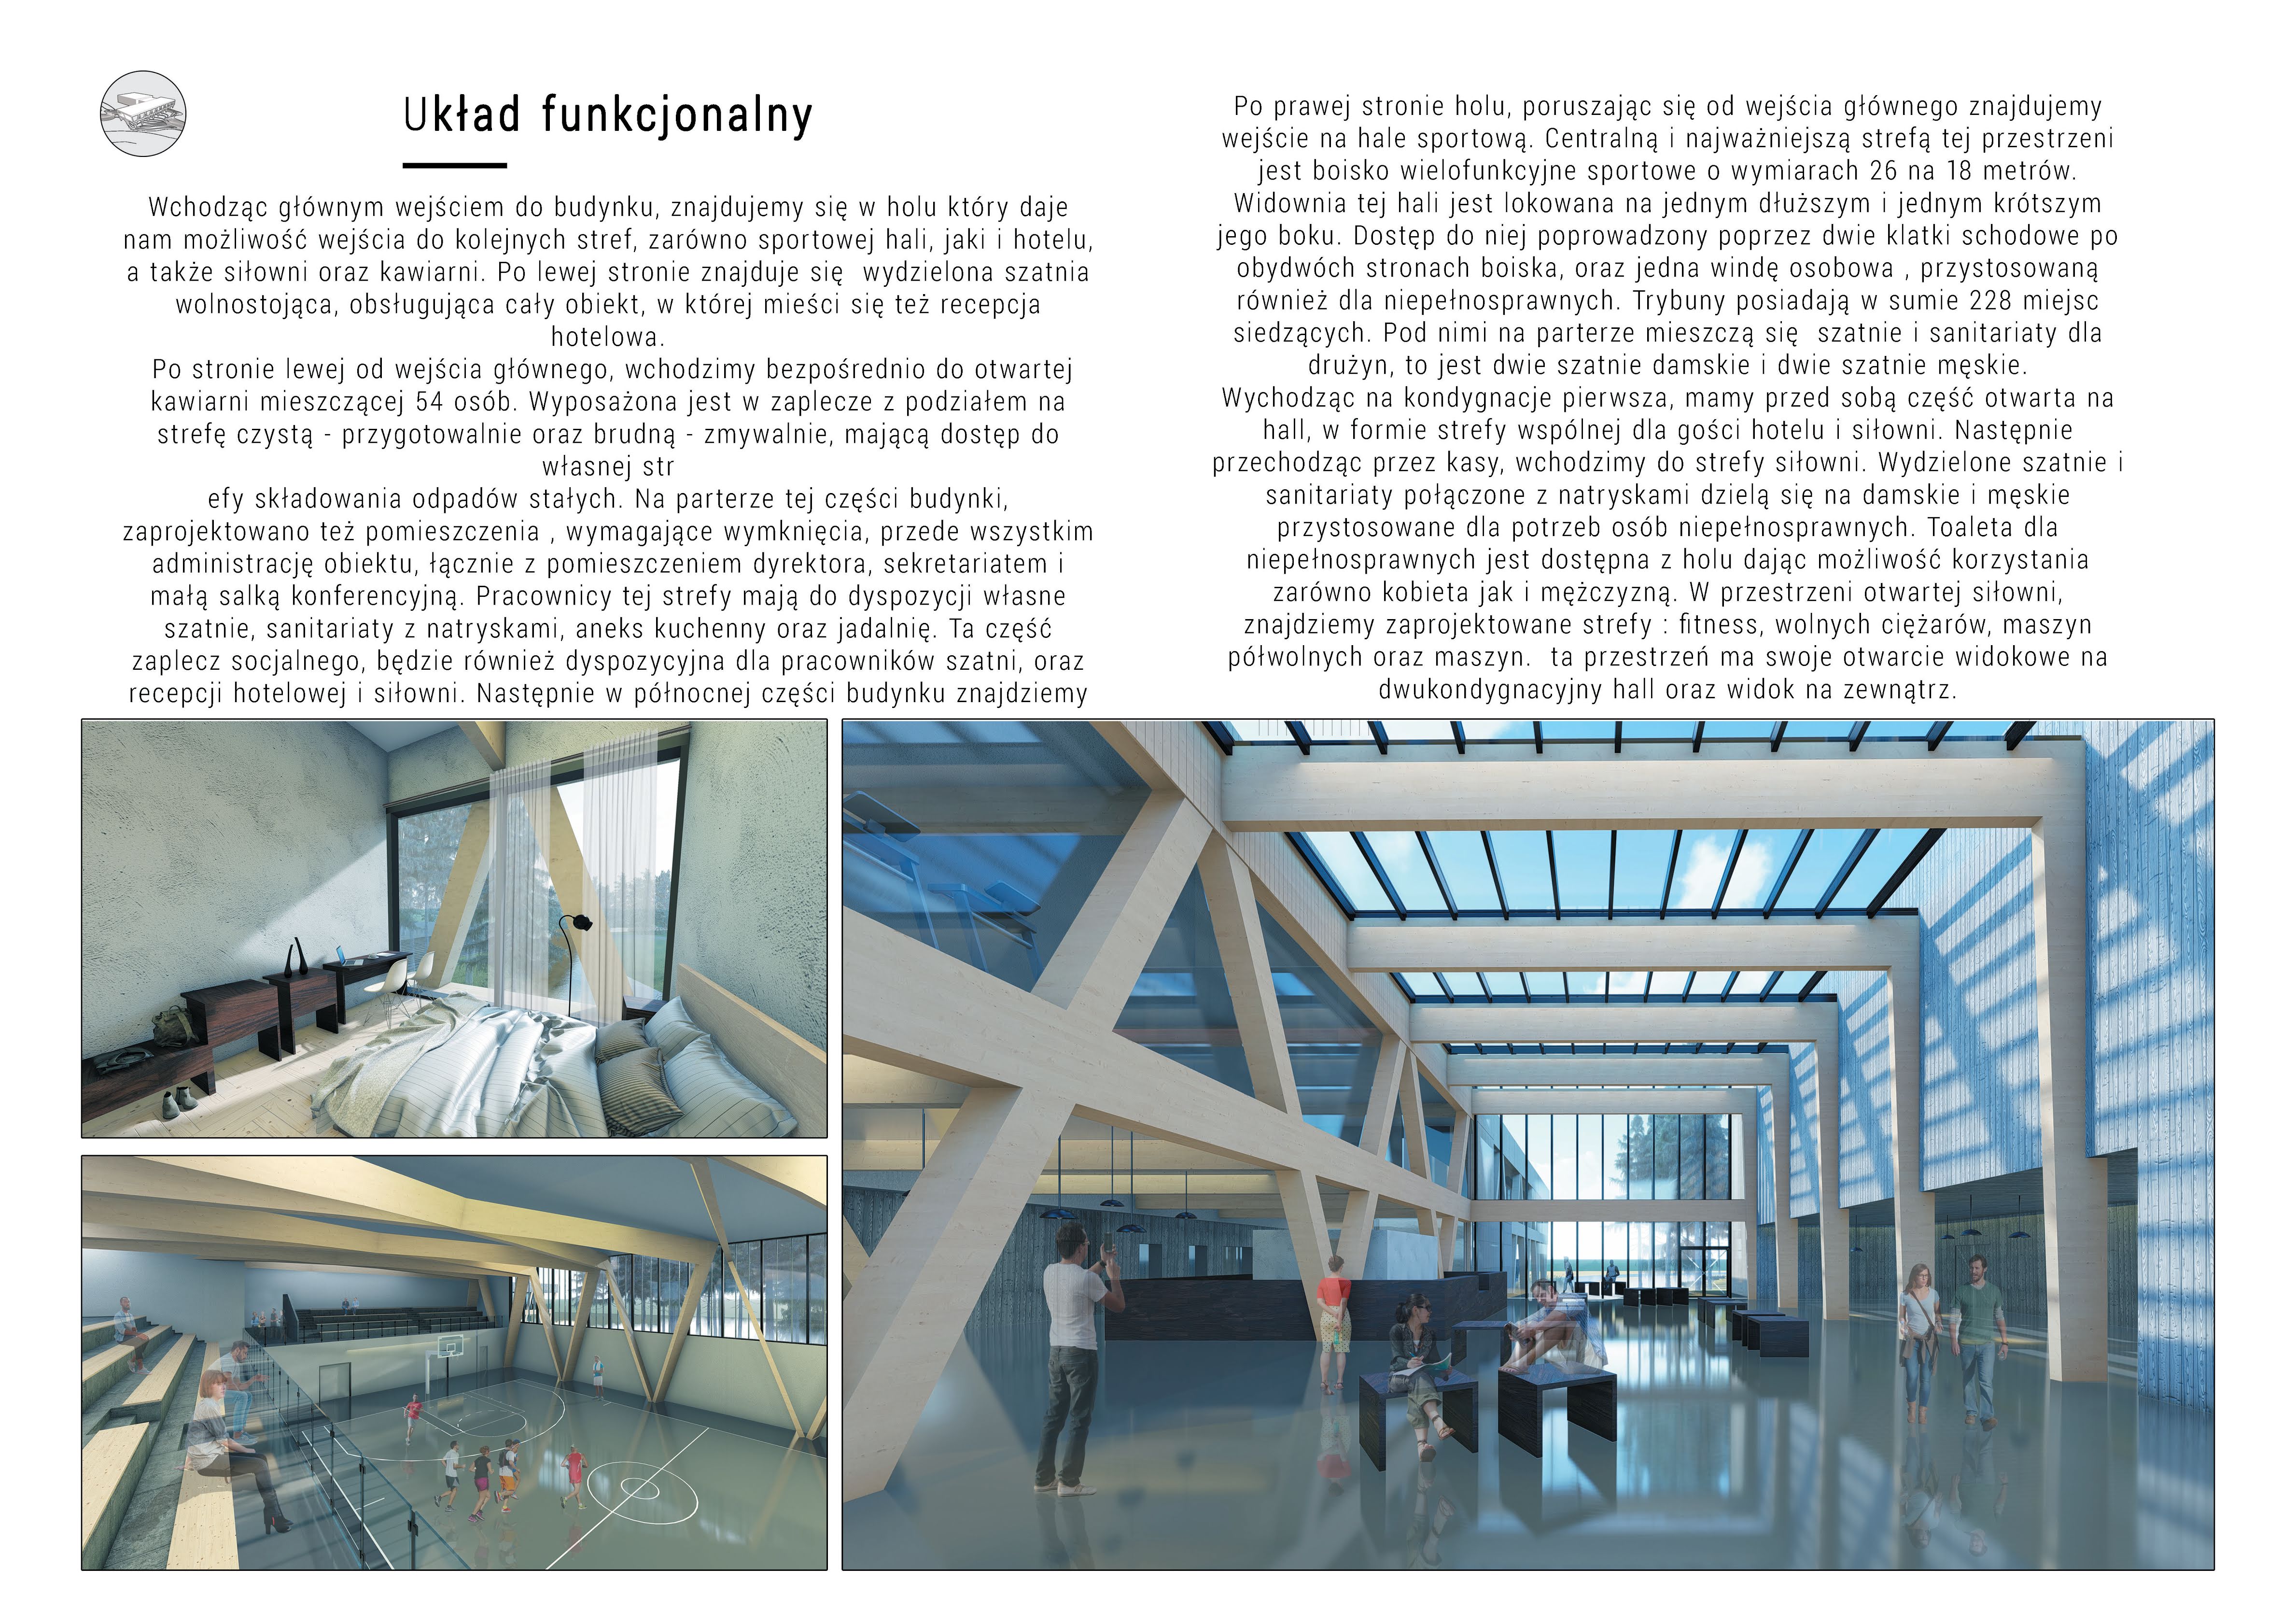 Układ funkcjonalny
Wchodząc głównym wejściem do budynku, znajdujemy się w holu który daje
nam możliwość wejścia do kolejnych stref, zarówno sportowej hali, jaki i hotelu,
a także siłowni oraz kawiarni. Po lewej stronie znajduje się  wydzielona szatnia
wolnostojąca, obsługująca cały obiekt, w której mieści się też recepcja
hotelowa.
Po stronie lewej od wejścia głównego, wchodzimy bezpośrednio do otwartej
kawiarni mieszczącej 54 osób. Wyposażona jest w zaplecze z podziałem na
strefę czystą - przygotowalnie oraz brudną - zmywalnie, mającą dostęp do
własnej str
efy składowania odpadów stałych. Na parterze tej części budynki,
zaprojektowano też pomieszczenia , wymagające wymknięcia, przede wszystkim
administrację obiektu, łącznie z pomieszczeniem dyrektora, sekretariatem i
małą salką konferencyjną. Pracownicy tej strefy mają do dyspozycji własne
szatnie, sanitariaty z natryskami, aneks kuchenny oraz jadalnię. Ta część
zaplecz socjalnego, będzie również dyspozycyjna dla pracowników szatni, oraz
recepcji hotelowej i siłowni. Następnie w północnej części budynku znajdziemy
Po prawej stronie holu, poruszając się od wejścia głównego znajdujemy
wejście na hale sportową. Centralną i najważniejszą strefą tej przestrzeni
jest boisko wielofunkcyjne sportowe o wymiarach 26 na 18 metrów.
Widownia tej hali jest lokowana na jednym dłuższym i jednym krótszym
jego boku. Dostęp do niej poprowadzony poprzez dwie klatki schodowe po
obydwóch stronach boiska, oraz jedna windę osobowa , przystosowaną
również dla niepełnosprawnych. Trybuny posiadają w sumie 228 miejsc
siedzących. Pod nimi na parterze mieszczą się  szatnie i sanitariaty dla
drużyn, to jest dwie szatnie damskie i dwie szatnie męskie.
Wychodząc na kondygnacje pierwsza, mamy przed sobą część otwarta na
hall, w formie strefy wspólnej dla gości hotelu i siłowni. Następnie
przechodząc przez kasy, wchodzimy do strefy siłowni. Wydzielone szatnie i
sanitariaty połączone z natryskami dzielą się na damskie i męskie
przystosowane dla potrzeb osób niepełnosprawnych. Toaleta dla
niepełnosprawnych jest dostępna z holu dając możliwość korzystania
zarówno kobieta jak i mężczyzną. W przestrzeni otwartej siłowni,
znajdziemy zaprojektowane strefy : fitness, wolnych ciężarów, maszyn
półwolnych oraz maszyn.  ta przestrzeń ma swoje otwarcie widokowe na
dwukondygnacyjny hall oraz widok na zewnątrz.